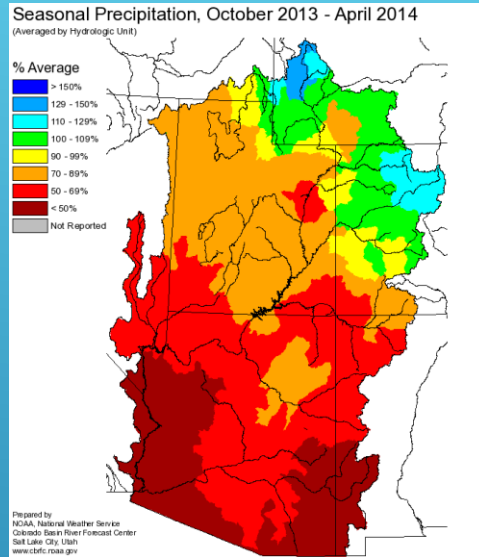 Seasonal Precipitation, October 2013 - April 2014
(Averaged by Hydrologic Unit)
% Average
> 150%
129 - 150%
110 - 129%
100 - 109%
90 - 99%
70 - 89%
50 - 69%
< 50%
Not Reported
Prepared by
NOAA, National Weather Service
Colorado Basin River Forecast Center
Salt Lake City, Utah
www.cbrfc.noaa.gov